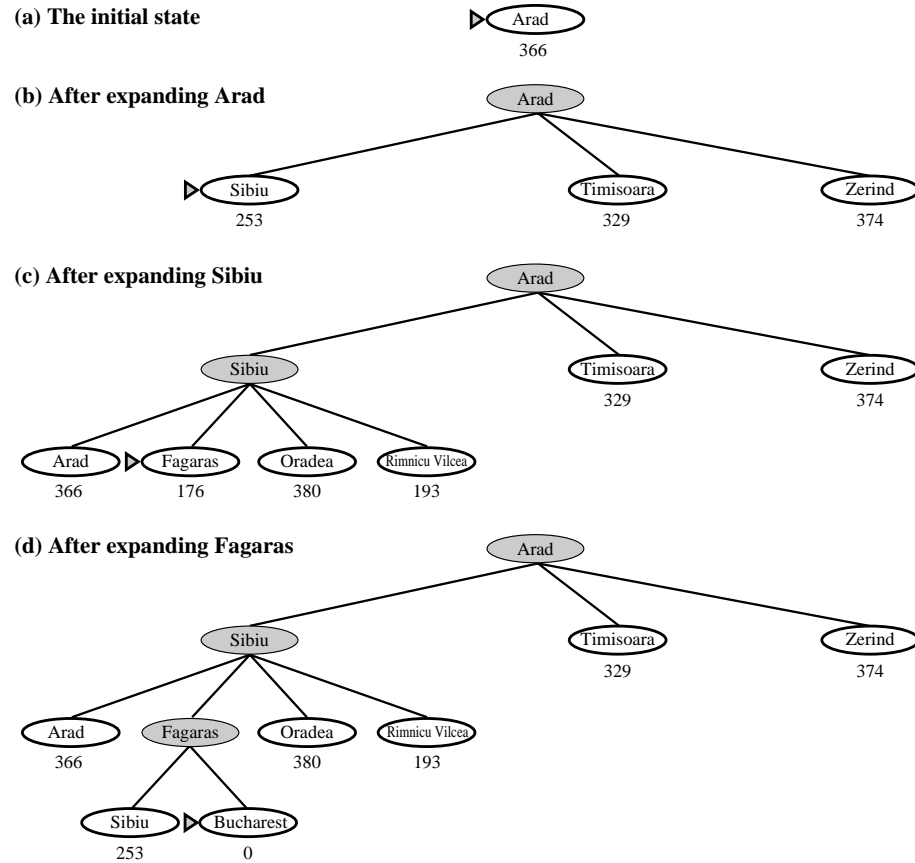 (a) The initial state
Arad
366
(b) After expanding Arad
Arad
Sibiu Timisoara Zerind
253 329 374
(c) After expanding Sibiu
Arad
Sibiu Timisoara Zerind
329 374
Arad Fagaras Oradea Rimnicu Vilcea
366 176 380 193
(d) After expanding Fagaras
Arad
Sibiu Timisoara Zerind
329 374
Arad Fagaras Oradea Rimnicu Vilcea
366 380 193
Sibiu Bucharest
253 0